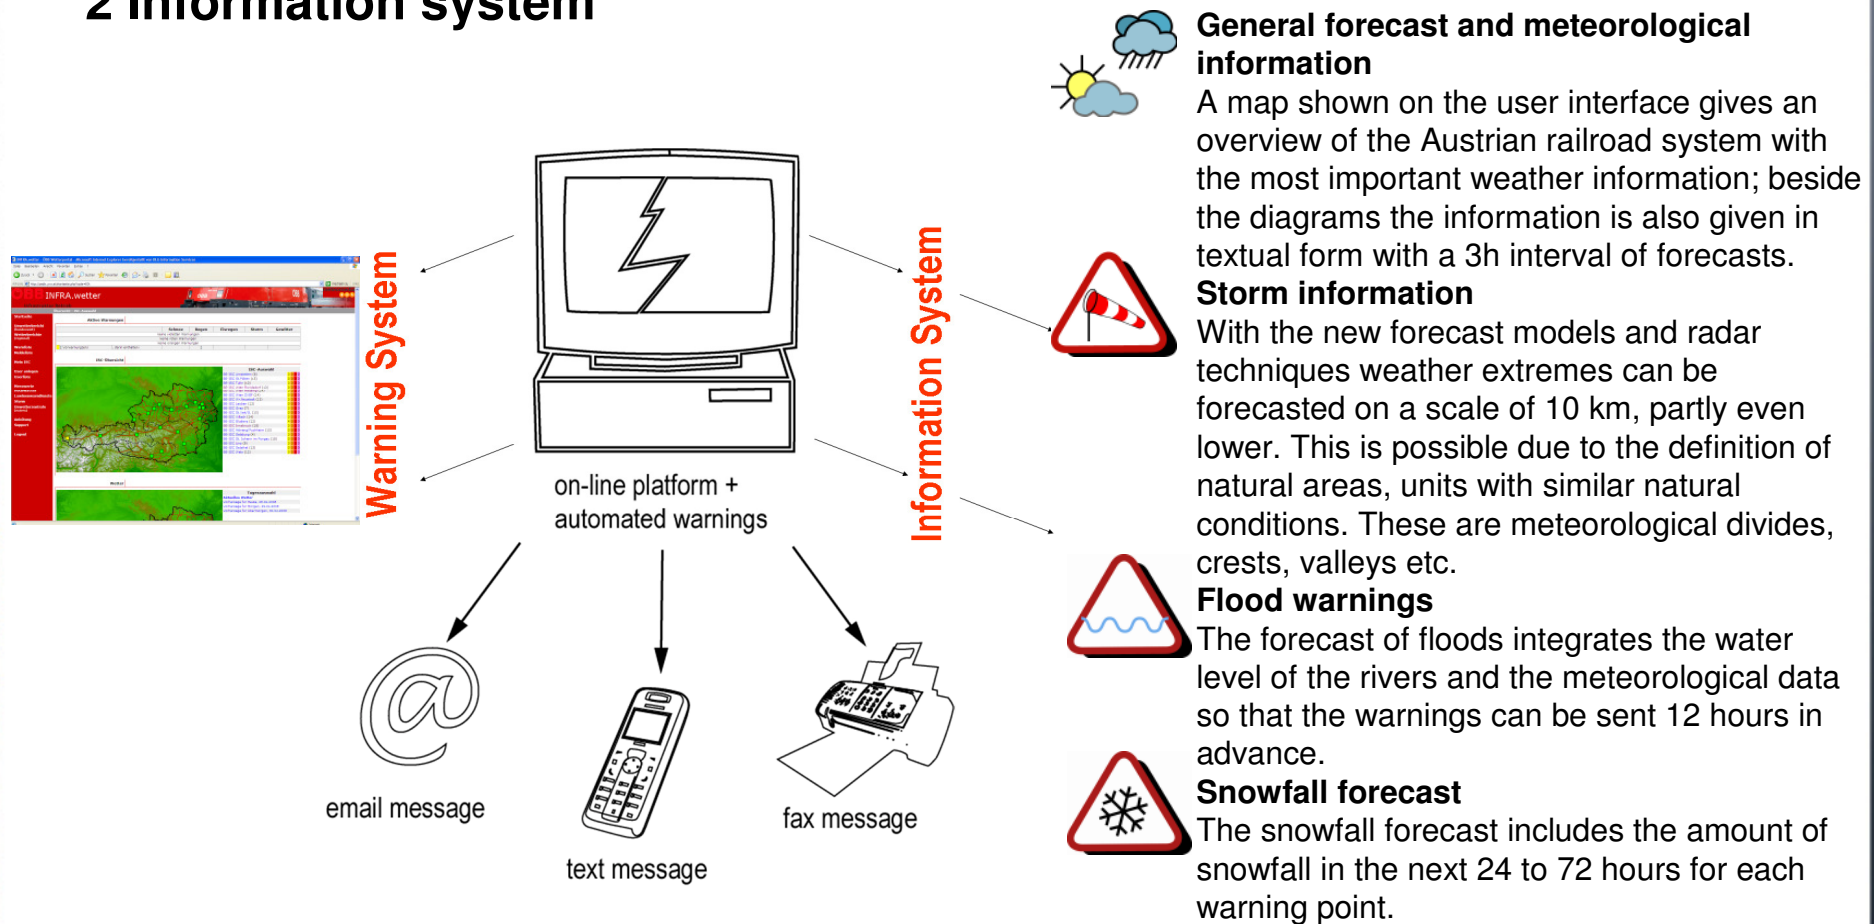 2 Information system
General forecast and meteorological
information
A map shown on the user interface gives an
overview of the Austrian railroad system with
the most important weather information; beside
the diagrams the information is also given in
textual form with a 3h interval of forecasts.
Storm information
With the new forecast models and radar
techniques weather extremes can be
forecasted on a scale of 10 km, partly even
lower. This is possible due to the definition of
natural areas, units with similar natural
conditions. These are meteorological divides,
crests, valleys etc.
Flood warnings
The forecast of floods integrates the water
level of the rivers and the meteorological data
so that the warnings can be sent 12 hours in
advance.
Snowfall forecast
The snowfall forecast includes the amount of
snowfall in the next 24 to 72 hours for each
warning point.
Warning System
Information System
on-line platform +
automated warnings
email message
text message
fax message
INFRA.wetter